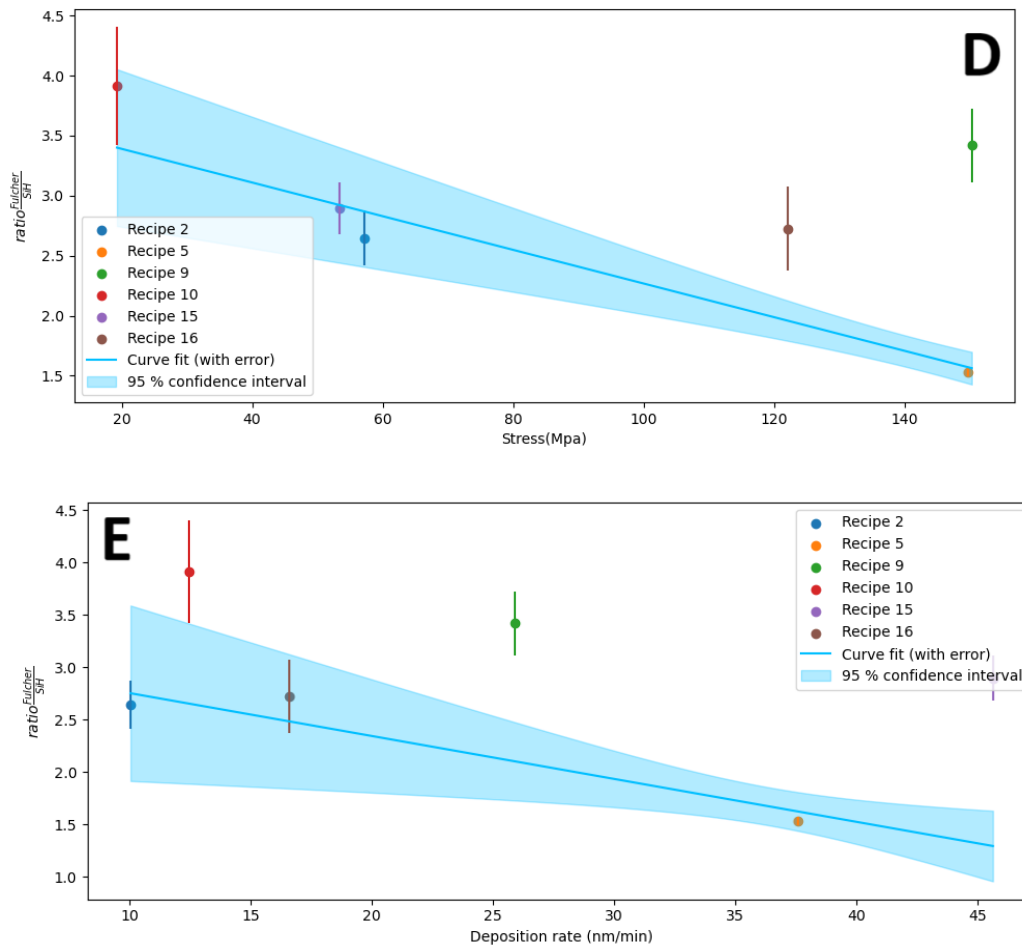 D
4.5
4.0
3.5
3.0
2.5
2.0
1.5
ratio Fulcher/SiH
Recipe 2
Recipe 5
Recipe 9
Recipe 10
Recipe 15
Recipe 16
Curve fit (with error)
95 % confidence interval
20 40 60 80 100 120 140
Stress(Mpa)
E
4.5
4.0
3.5
3.0
2.5
2.0
1.5
1.0
ratio Fulcher/SiH
Recipe 2
Recipe 5
Recipe 9
Recipe 10
Recipe 15
Recipe 16
Curve fit (with error)
95 % confidence interval
10 15 20 25 30 35 40 45
Deposition rate (nm/min)